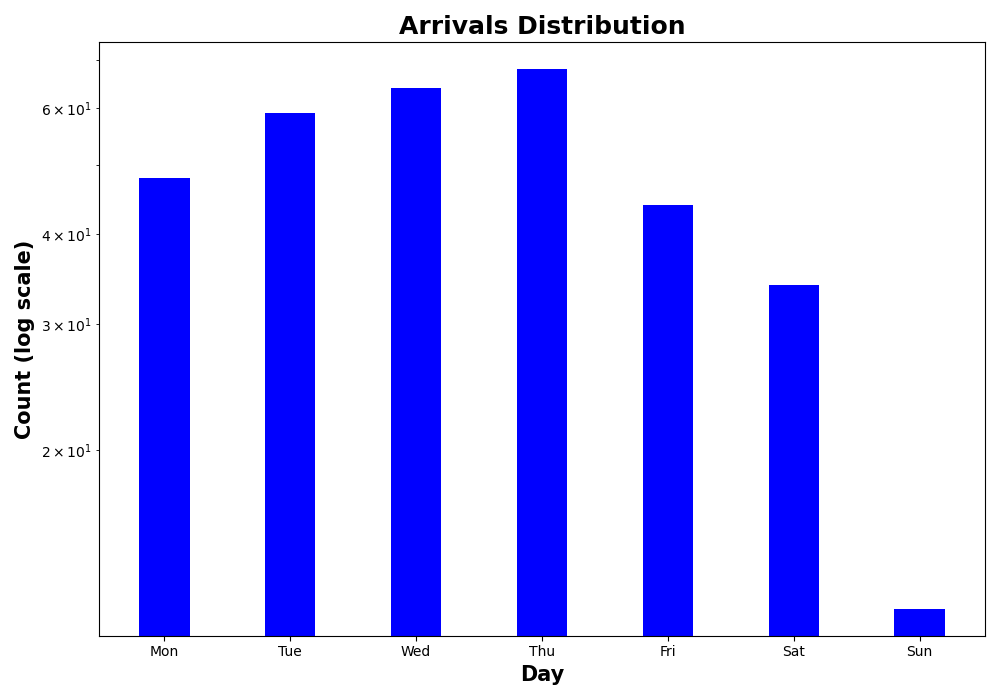 Arrivals Distribution
Count (log scale)
6 × 10¹
4 × 10¹
3 × 10¹
2 × 10¹
Mon Tue Wed Thu Fri Sat Sun
Day